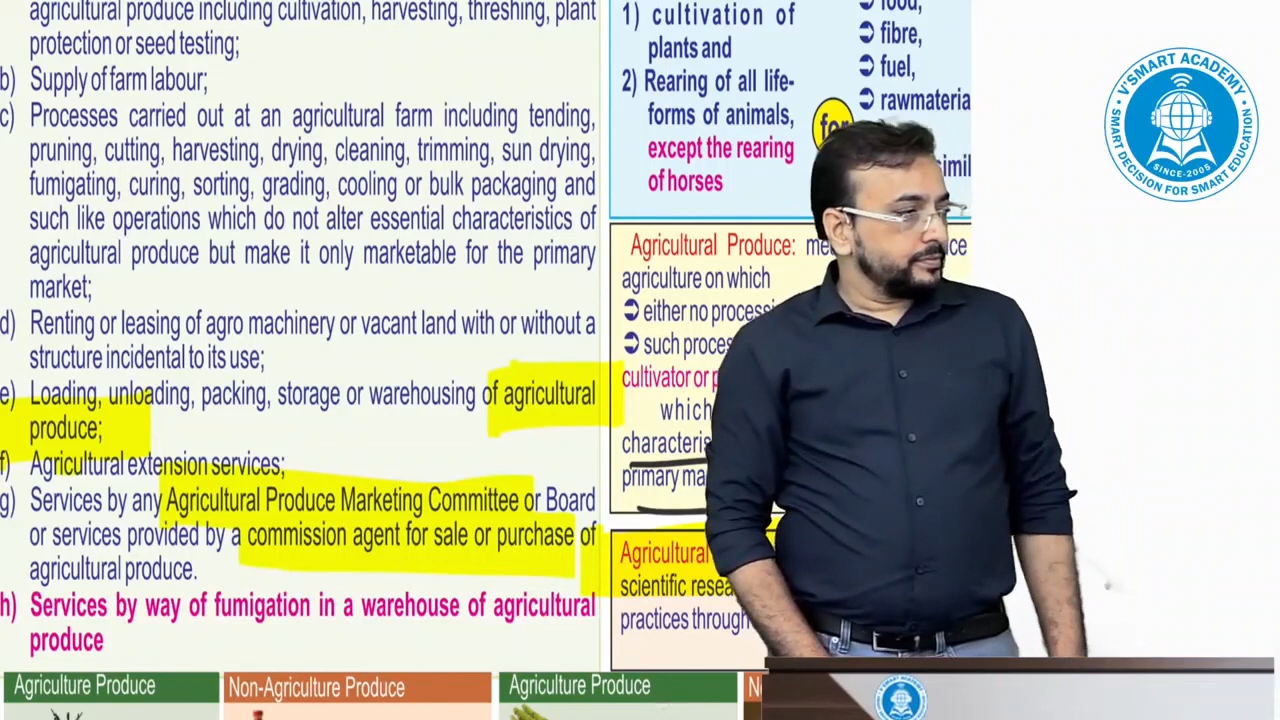 agricultural produce including cultivation, harvesting, threshing, plant
protection or seed testing;
b) Supply of farm labour;
c) Processes carried out at an agricultural farm including tending,
pruning, cutting, harvesting, drying, cleaning, trimming, sun drying,
fumigating, curing, sorting, grading, cooling or bulk packaging and
such like operations which do not alter essential characteristics of
agricultural produce but make it only marketable for the primary
market;
d) Renting or leasing of agro machinery or vacant land with or without a
structure incidental to its use;
e) Loading, unloading, packing, storage or warehousing of agricultural
produce;
f) Agricultural extension services;
g) Services by any Agricultural Produce Marketing Committee or Board
or services provided by a commission agent for sale or purchase of
agricultural produce.
h) Services by way of fumigation in a warehouse of agricultural
produce
Agriculture Produce
Non-Agriculture Produce
Agriculture Produce
1) cultivation of
plants and
2) Rearing of all life-
forms of animals,
except the rearing
of horses
food,
➲ fibre,
➲ fuel,
➲ rawmateria
simil
Agricultural Produce:
agriculture on which
➲ either no processi
➲ such proces
cultivator or p
which
characteris
primary ma
Agricultural
scientific resea
practices through
V'SMART ACADEMY
SINCE-2005
SMART DECISION FOR SMART EDUCATION